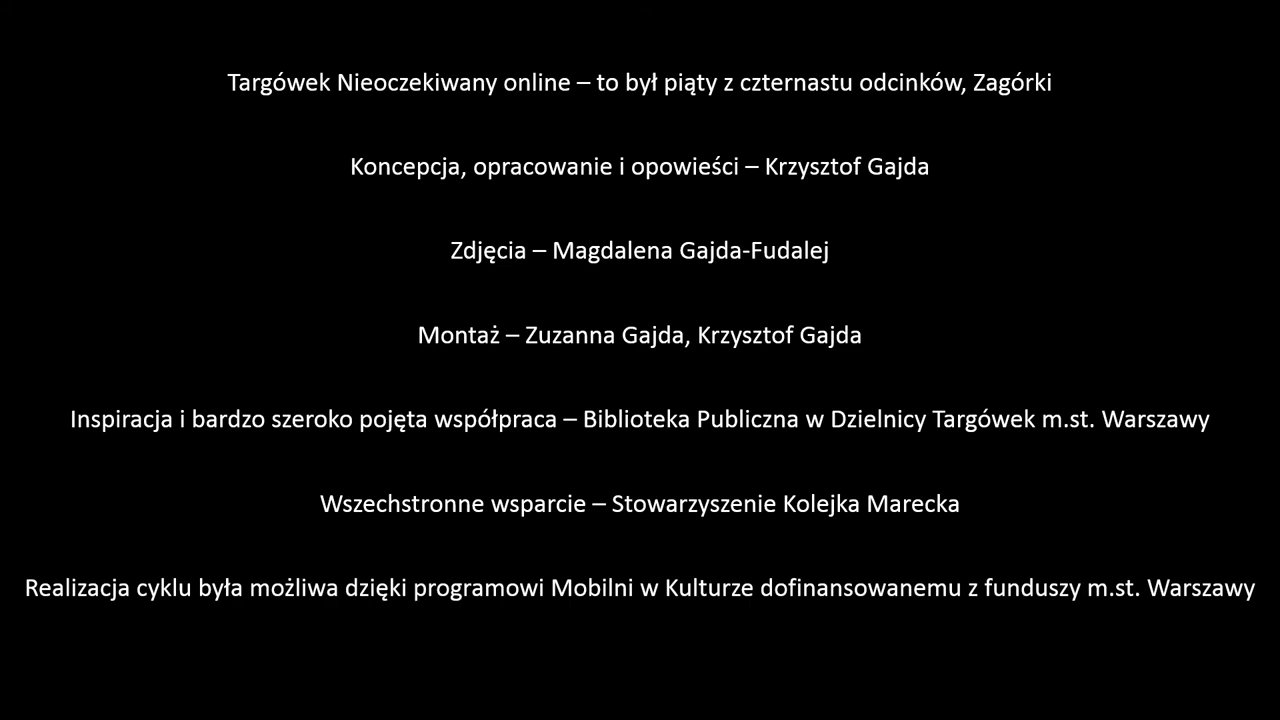 Targówek Nieoczekiwany online – to był piąty z czternastu odcinków, Zagórki
Koncepcja, opracowanie i opowieści – Krzysztof Gajda
Zdjęcia – Magdalena Gajda-Fudalej
Montaż – Zuzanna Gajda, Krzysztof Gajda
Inspiracja i bardzo szeroko pojęta współpraca – Biblioteka Publiczna w Dzielnicy Targówek m.st. Warszawy
Wszechstronne wsparcie – Stowarzyszenie Kolejka Marecka
Realizacja cyklu była możliwa dzięki programowi Mobilni w Kulturze dofinansowanemu z funduszy m.st. Warszawy